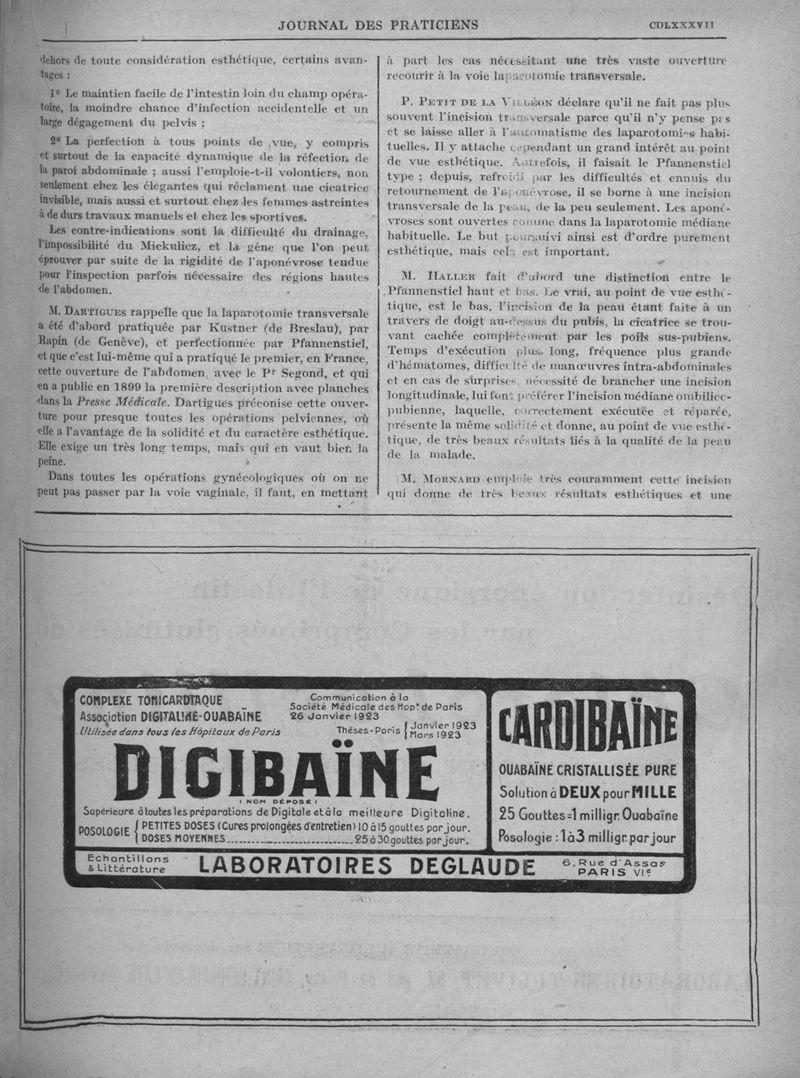 JOURNAL DES PRATICIENS
CDLXXXVII
dehors de toute considération esthétique, certains avan-
tages :
1º Le maintien facile de l'intestin loin du champ opéra-
toire, la moindre chance d'infection accidentelle et un
large dégagement du pelvis ;
2º La perfection à tous points de vue, y compris
et surtout de la capacité dynamique de la réfection de
la paroi abdominale ; aussi l'emploie-t-il volontiers, non
seulement chez les élégantes qui réclament une cicatrice
invisible, mais aussi et surtout chez les femmes astreintes
à de durs travaux manuels et chez les sportives.
Les contre-indications sont la difficulté du drainage,
l'impossibilité du Mickulicz, et la gêne que l'on peut
éprouver par suite de la rigidité de l'aponévrose tendue
pour l'inspection parfois nécessaire des régions hautes
de l'abdomen.
M. DARTIGUES rappelle que la laparotomie transversale
a été d'abord pratiquée par Kustner (de Breslau), par
Rapin (de Genève), et perfectionnée par Pfannenstiel,
et que c'est lui-même qui a pratiqué le premier, en France,
cette ouverture de l'abdomen, avec le Pr Segond, et qui
en a publié en 1899 la première description avec planches
dans la Presse Médicale. Dartigues préconise cette ouver-
ture pour presque toutes les opérations pelviennes, où
elle a l'avantage de la solidité et du caractère esthétique.
Elle exige un très long temps, mais qui en vaut bien la
peine.
Dans toutes les opérations gynécologiques où on ne
peut pas passer par la voie vaginale, il faut, en mettant
à part les cas nécessitant une très vaste ouverture
recourir à la voie laparotomie transversale.
P. PETIT DE LA VILLÉON déclare qu'il ne fait pas plus
souvent l'incision transversale parce qu'il n'y pense pas
et se laisse aller à l'automatisme des laparotomies habi-
tuelles. Il y attache cependant un grand intérêt au point
de vue esthétique. Autrefois, il faisait le Pfannenstiel
type ; depuis, refroidi par les difficultés et ennuis du
retournement de l'aponévrose, il se borne à une incision
transversale de la peau, de la peu seulement. Les aponé-
vroses sont ouvertes comme dans la laparotomie médiane
habituelle. Le but poursuivi ainsi est d'ordre purement
esthétique, mais cela est important.
M. HALLER fait d'abord une distinction entre le
Pfannenstiel haut et bas. Le vrai, au point de vue esthé-
tique, est le bas, l'incision de la peau étant faite à un
travers de doigt au-dessus du pubis, la cicatrice se trou-
vant cachée complètement par les poils sus-pubiens.
Temps d'exécution plus long, fréquence plus grande
d'hématomes, difficulté de manœuvres intra-abdominales
et en cas de surprises, nécessité de brancher une incision
longitudinale, lui font préférer l'incision médiane ombilico-
pubienne, laquelle, correctement exécutée et réparée,
présente la même solidité et donne, au point de vue esthé-
tique, de très beaux résultats liés à la qualité de la peau
de la malade.
M. MORNARD emploie très couramment cette incision
qui donne de très beaux résultats esthétiques et une
COMPLEXE TONICARDIAQUE
Association DIGITALINE-OUABAÏNE
Utilisée dans tous les Hôpitaux de Paris
Communication à la
Société Médicale des Hopx de Paris
26 Janvier 1923
Thèses-Paris { Janvier 1923
Mars 1923
DIGIBAÏNE
( NOM DÉPOSÉ )
Supérieure à toutes les préparations de Digitale et à la meilleure Digitaline.
POSOLOGIE { PETITES DOSES (Cures prolongées d'entretien) 10 à 15 gouttes par jour.
DOSES MOYENNES.............................25 à 30 gouttes par jour.
CARDIBAÏNE
OUABAÏNE CRISTALLISÉE PURE
Solution à DEUX pour MILLE
25 Gouttes=1 milligr. Ouabaïne
Posologie : 1 à 3 milligr. par jour
Echantillons
& Littérature
LABORATOIRES DEGLAUDE
6, Rue d'Assas
PARIS VIe